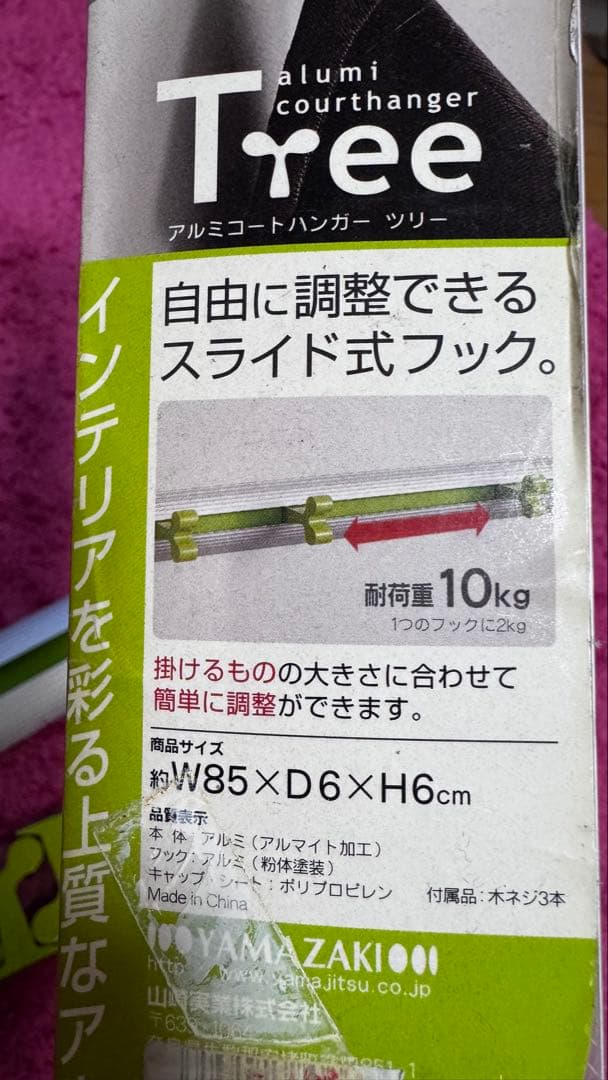 alumi
courthanger
Tree
アルミコートハンガー ツリー
インテリアを彩る上質なア
自由に調整できる
スライド式フック。
耐荷重10kg
1つのフックに2kg
掛けるものの大きさに合わせて
簡単に調整ができます。
商品サイズ
約W85×D6×H6cm
品質表示
本体：アルミ（アルマイト加工）
フック：アルミ（粉体塗装）
キャップ・シート：ポリプロピレン 付属品：木ネジ3本
Made in China
YAMAZAKI
http www.yamajitsu.co.jp
山崎実業株式会社